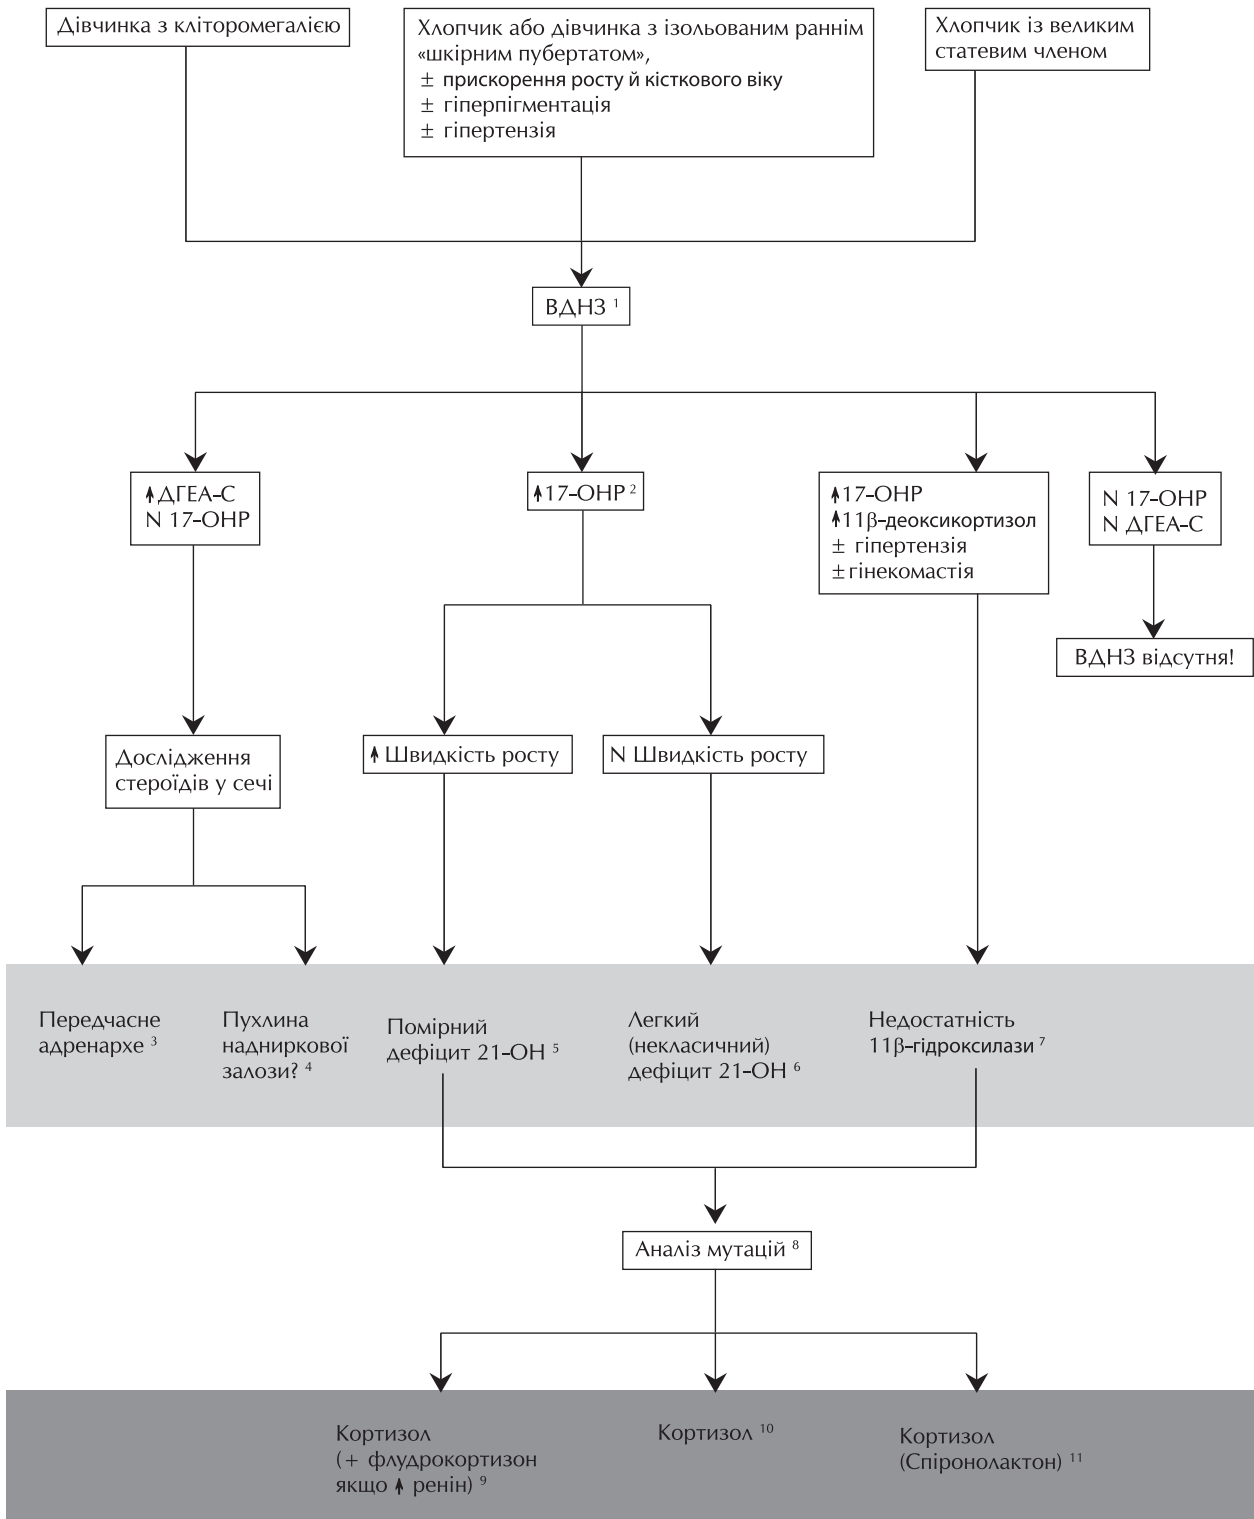 Дівчинка з кліторомегалією
Хлопчик або дівчинка з ізольованим раннім
«шкірним пубертатом»,
± прискорення росту й кісткового віку
± гіперпігментація
± гіпертензія
Хлопчик із великим
статевим членом
ВДНЗ 1
↑ ДГЕА–С
N 17–ОНР
↑ 17–ОНР 2
↑ 17–ОНР
↑ 11β–деоксикортизол
± гіпертензія
± гінекомастія
N 17–ОНР
N ДГЕА–С
ВДНЗ відсутня!
Дослідження
стероїдів у сечі
↑ Швидкість росту
N Швидкість росту
Передчасне
адренархе 3
Пухлина
надниркової
залози? 4
Помірний
дефіцит 21–ОН 5
Легкий
(некласичний)
дефіцит 21–ОН 6
Недостатність
11β–гідроксилази 7
Аналіз мутацій 8
Кортизол
(+ флудрокортизон
якщо ↑ ренін) 9
Кортизол 10
Кортизол
(Спіронолактон) 11